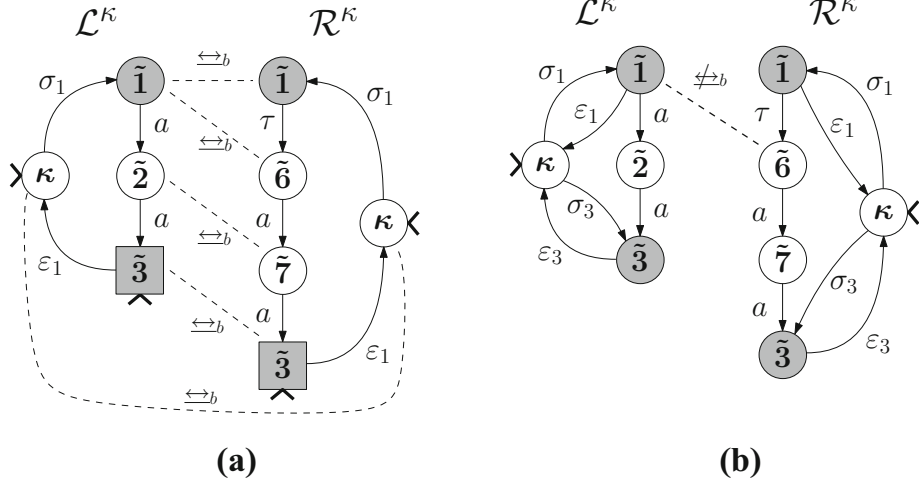 𝓛^κ 𝓡^κ 𝓛^κ 𝓡^κ
1̃ ↔_b 1̃ 1̃ 1̃
σ₁ ↔_b τ σ₁ σ₁ ε₁ a ↮_b τ ε₁ σ₁
a
κ 2̃ 6̃ κ 2̃ 6̃
↔_b a κ σ₃ a a κ
ε₁ a ε₃ σ₃
3̃ 7̃ 3̃ 7̃
↔_b a ε₁ a ε₃
3̃ 3̃
↔_b
(a) (b)